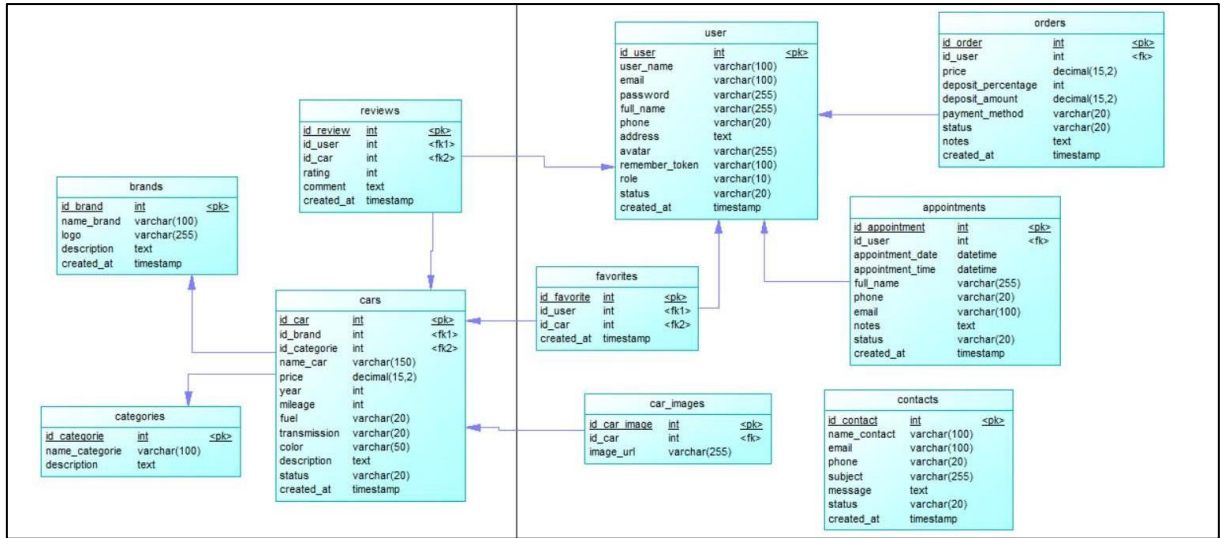 user
id_user int <pk>
user_name varchar(100)
email varchar(100)
password varchar(255)
full_name varchar(255)
phone varchar(20)
address text
avatar varchar(255)
remember_token varchar(100)
role varchar(10)
status varchar(20)
created_at timestamp
orders
id_order int <pk>
id_user int <fk>
price decimal(15,2)
deposit_percentage int
deposit_amount decimal(15,2)
payment_method varchar(20)
status varchar(20)
notes text
created_at timestamp
reviews
id_review int <pk>
id_user int <fk1>
id_car int <fk2>
rating int
comment text
created_at timestamp
brands
id_brand int <pk>
name_brand varchar(100)
logo varchar(255)
description text
created_at timestamp
appointments
id_appointment int <pk>
id_user int <fk>
appointment_date datetime
appointment_time datetime
full_name varchar(255)
phone varchar(20)
email varchar(100)
notes text
status varchar(20)
created_at timestamp
favorites
id_favorite int <pk>
id_user int <fk1>
id_car int <fk2>
created_at timestamp
cars
id_car int <pk>
id_brand int <fk1>
id_categorie int <fk2>
name_car varchar(150)
price decimal(15,2)
year int
mileage int
fuel varchar(20)
transmission varchar(20)
color varchar(50)
description text
status varchar(20)
created_at timestamp
categories
id_categorie int <pk>
name_categorie varchar(100)
description text
car_images
id_car_image int <pk>
id_car int <fk>
image_url varchar(255)
contacts
id_contact int <pk>
name_contact varchar(100)
email varchar(100)
phone varchar(20)
subject varchar(255)
message text
status varchar(20)
created_at timestamp